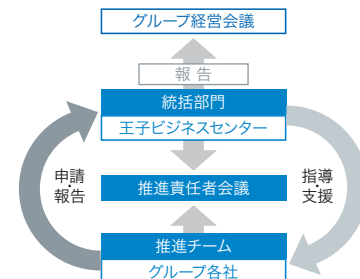 グループ経営会議
報告
統括部門
王子ビジネスセンター
申請・報告
推進責任者会議
指導・支援
推進チーム
グループ各社